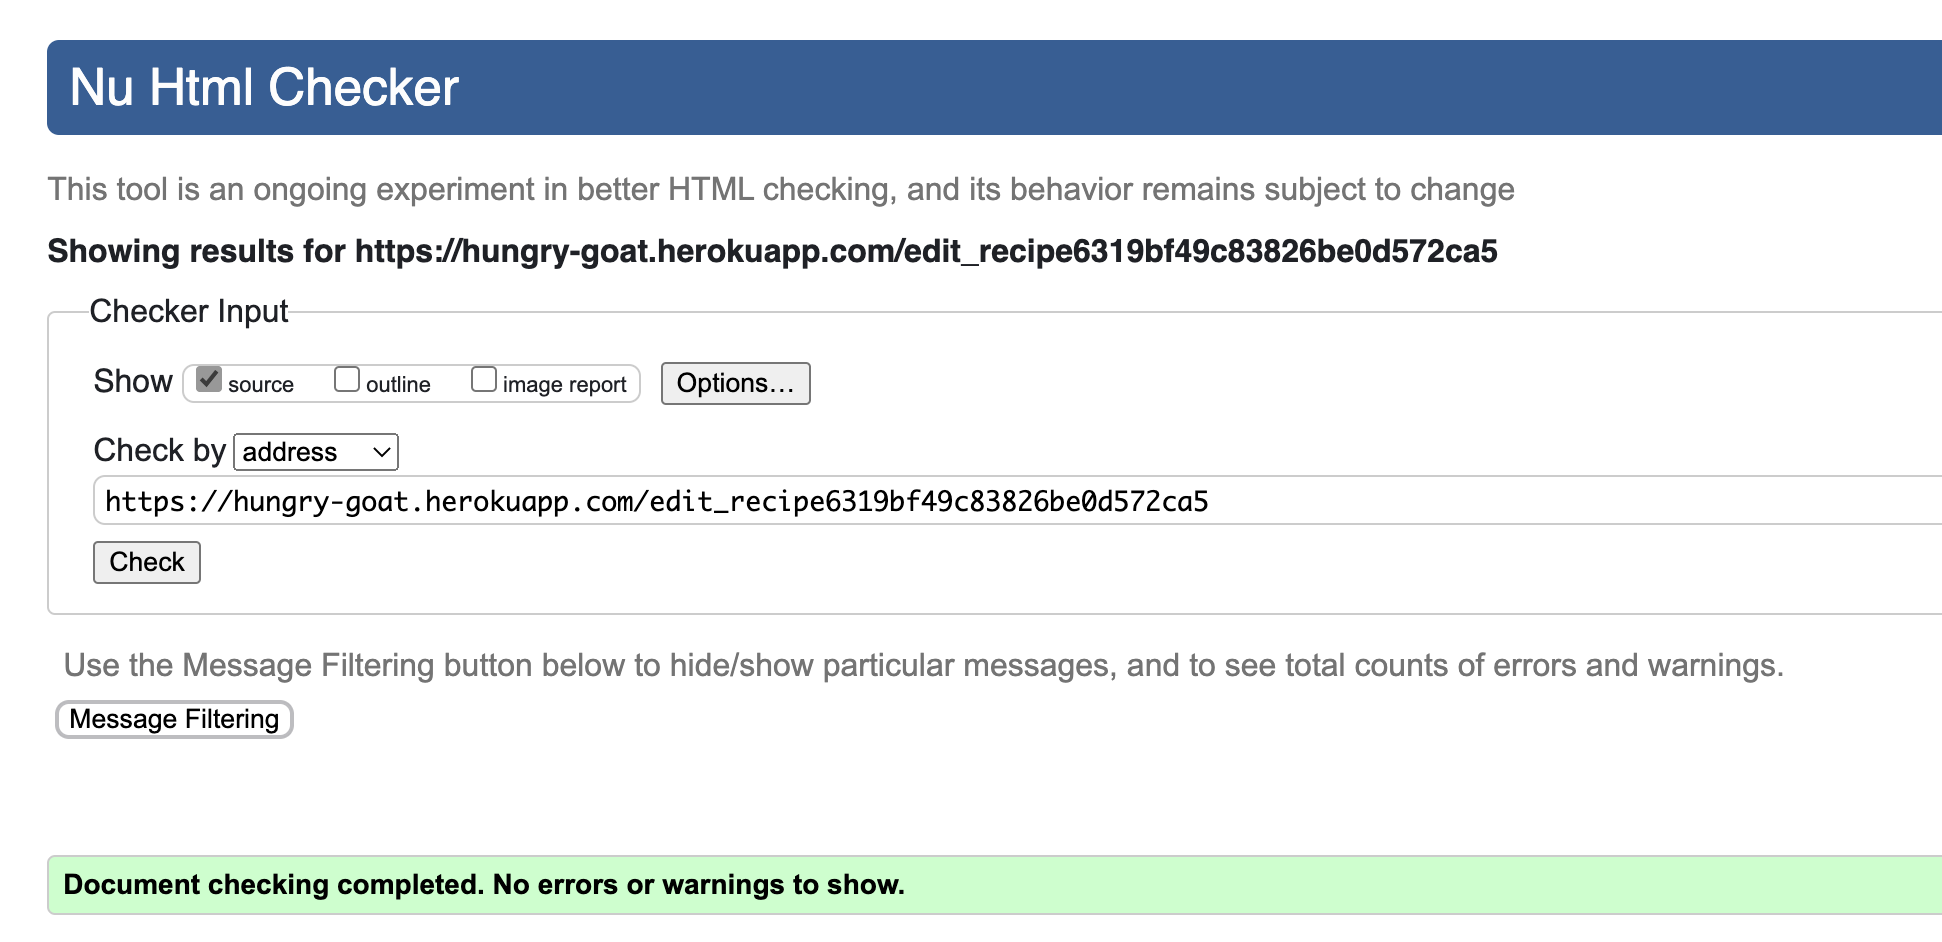 Nu Html Checker
This tool is an ongoing experiment in better HTML checking, and its behavior remains subject to change
Showing results for https://hungry-goat.herokuapp.com/edit_recipe6319bf49c83826be0d572ca5
Checker Input
Show source outline image report Options...
Check by address
https://hungry-goat.herokuapp.com/edit_recipe6319bf49c83826be0d572ca5
Check
Use the Message Filtering button below to hide/show particular messages, and to see total counts of errors and warnings.
Message Filtering
Document checking completed. No errors or warnings to show.